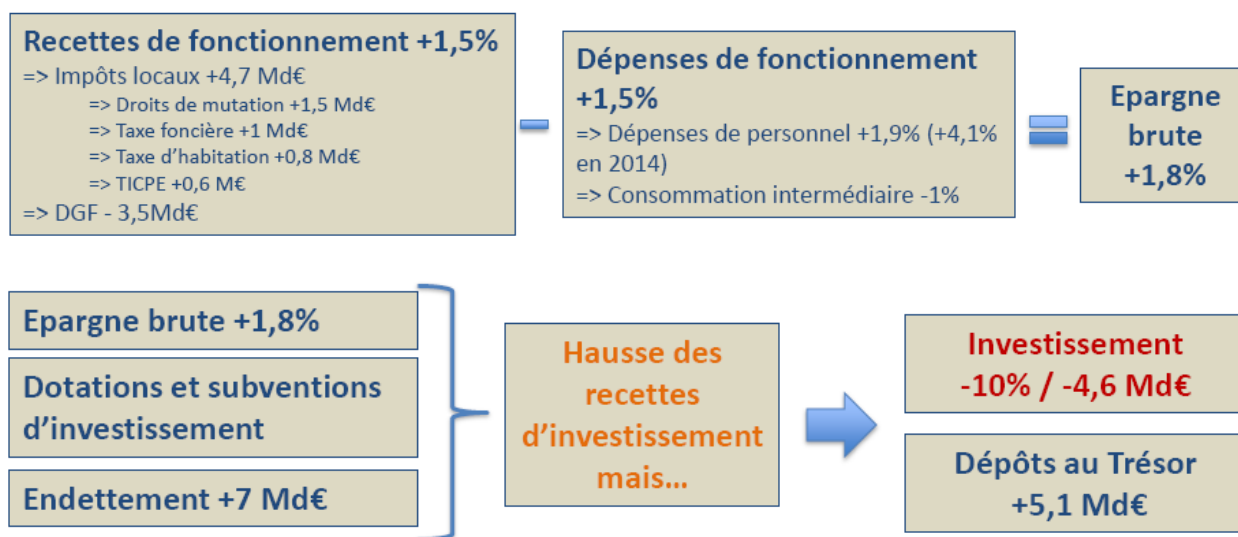 Recettes de fonctionnement +1,5%
=> Impôts locaux +4,7 Md€
=> Droits de mutation +1,5 Md€
=> Taxe foncière +1 Md€
=> Taxe d’habitation +0,8 Md€
=> TICPE +0,6 M€
=> DGF - 3,5Md€
Dépenses de fonctionnement
+1,5%
=> Dépenses de personnel +1,9% (+4,1%
en 2014)
=> Consommation intermédiaire -1%
Epargne
brute
+1,8%
Epargne brute +1,8%
Dotations et subventions
d’investissement
Endettement +7 Md€
Hausse des
recettes
d’investissement
mais...
Investissement
-10% / -4,6 Md€
Dépôts au Trésor
+5,1 Md€